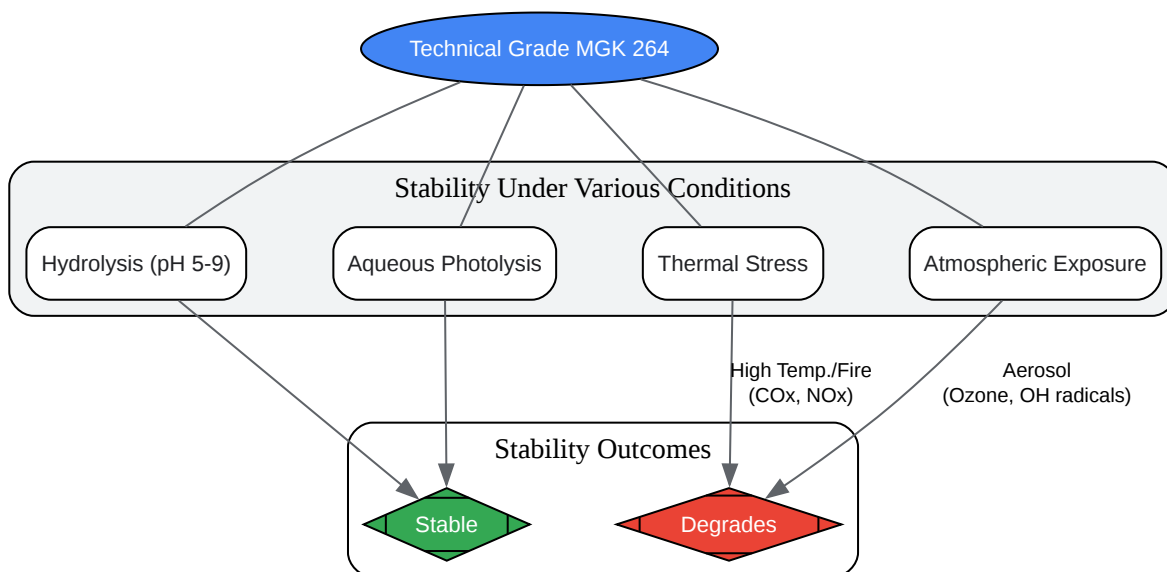 Technical Grade MGK 264
Stability Under Various Conditions
Hydrolysis (pH 5-9)
Aqueous Photolysis
Thermal Stress
Atmospheric Exposure
High Temp./Fire
(COx, NOx)
Aerosol
(Ozone, OH radicals)
Stability Outcomes
Stable
Degrades